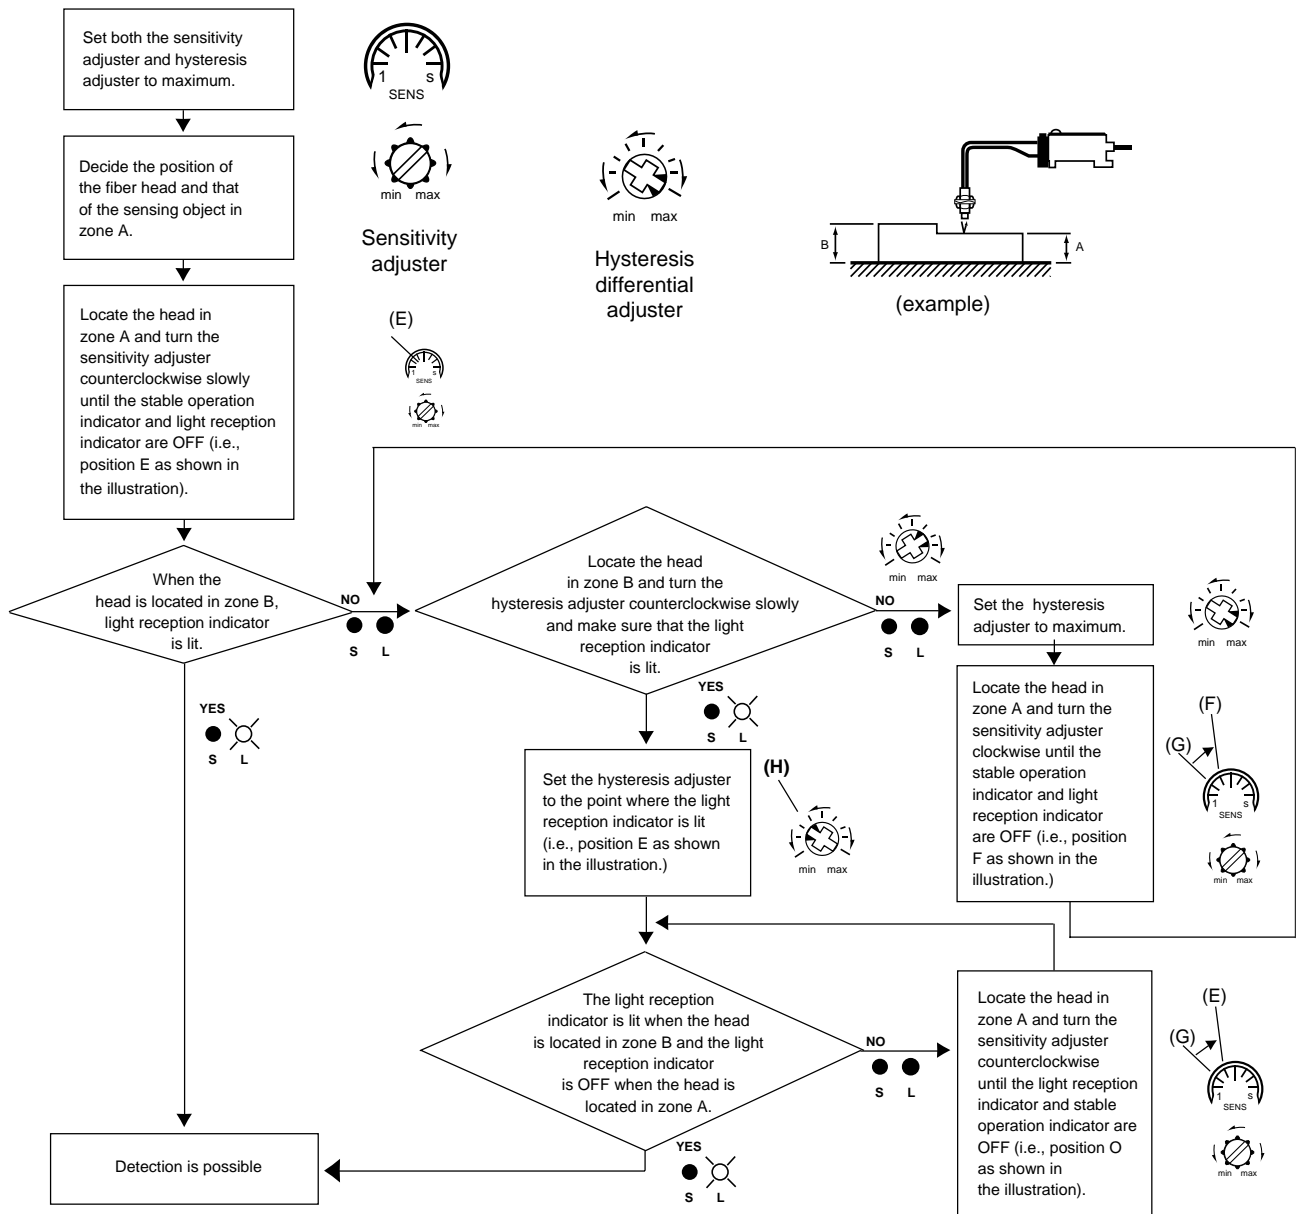 Set both the sensitivity
adjuster and hysteresis
adjuster to maximum.
1 s
SENS
min max
Sensitivity
adjuster
min max
Hysteresis
differential
adjuster
B
A
(example)
Decide the position of
the fiber head and that
of the sensing object in
zone A.
Locate the head in
zone A and turn the
sensitivity adjuster
counterclockwise slowly
until the stable operation
indicator and light reception
indicator are OFF (i.e.,
position E as shown in
the illustration).
(E)
1 s
SENS
min max
When the
head is located in zone B,
light reception indicator
is lit.
NO
S L
YES
S L
Locate the head
in zone B and turn the
hysteresis adjuster counterclockwise slowly
and make sure that the light
reception indicator
is lit.
min max
NO
S L
YES
S L
Set the hysteresis
adjuster to maximum.
min max
Locate the head in
zone A and turn the
sensitivity adjuster
clockwise until the
stable operation
indicator and light
reception indicator
are OFF (i.e., position
F as shown in the
illustration.)
(F)
(G)
1 s
SENS
min max
Set the hysteresis adjuster
to the point where the light
reception indicator is lit
(i.e., position E as shown
in the illustration.)
(H)
min max
The light reception
indicator is lit when the head
is located in zone B and the light
reception indicator
is OFF when the head is
located in zone A.
NO
S L
YES
S L
Locate the head in
zone A and turn the
sensitivity adjuster
counterclockwise
until the light reception
indicator and stable
operation indicator are
OFF (i.e., position O
as shown in
the illustration).
(E)
(G)
1 s
SENS
min max
Detection is possible